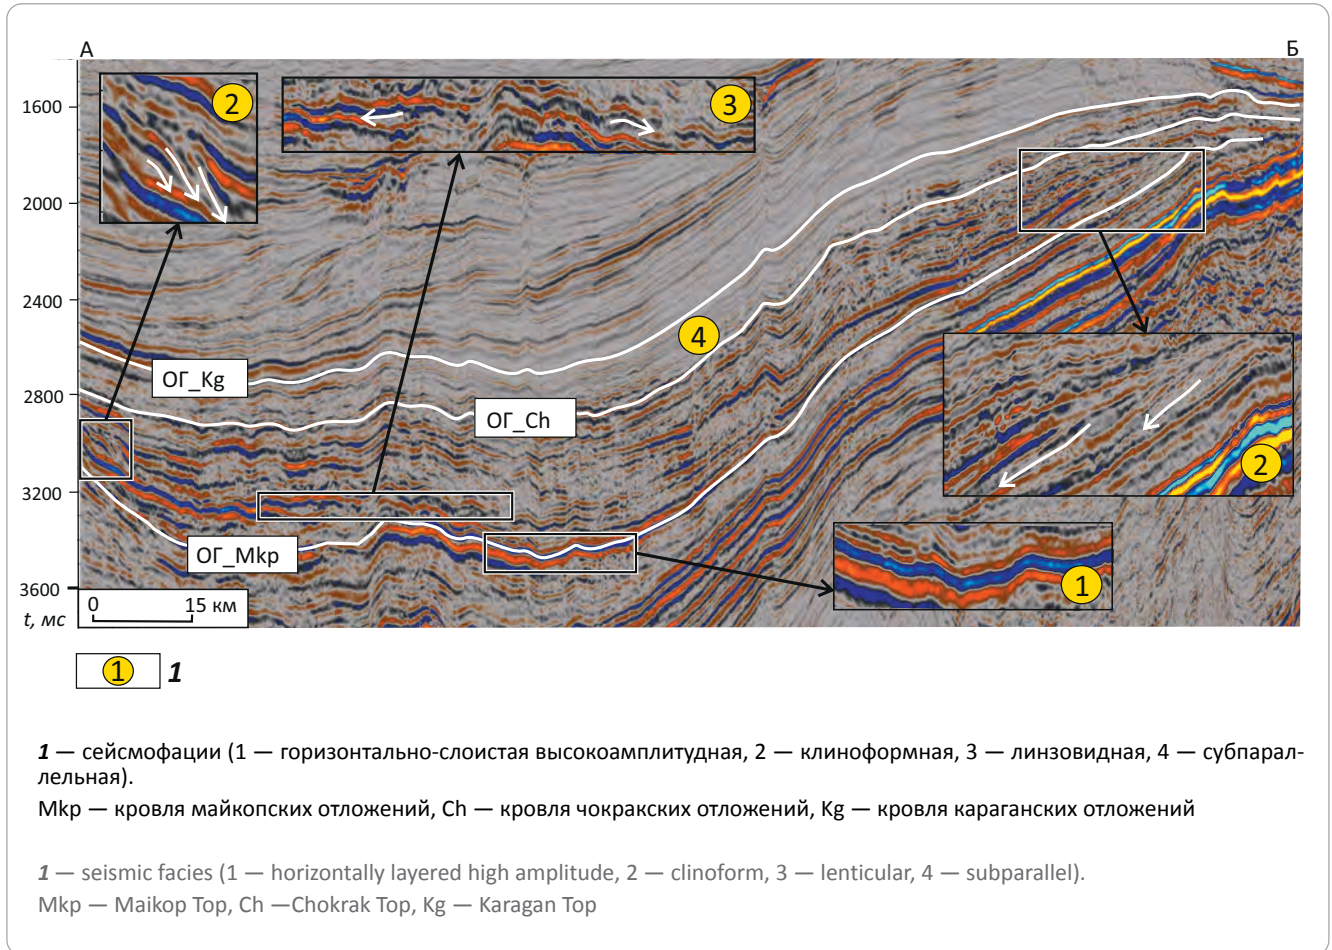 А
Б
2
3
1600
2000
2400
4
ОГ_Kg
2800
ОГ_Ch
2
3200
ОГ_Mkp
1
3600
0 15 км
t, мс
1 1
1 — сейсмофации (1 — горизонтально-слоистая высокоамплитудная, 2 — клиноформная, 3 — линзовидная, 4 — субпарал-
лельная).
Mkp — кровля майкопских отложений, Ch — кровля чокракских отложений, Kg — кровля караганских отложений
1 — seismic facies (1 — horizontally layered high amplitude, 2 — clinoform, 3 — lenticular, 4 — subparallel).
Mkp — Maikop Top, Ch —Chokrak Top, Kg — Karagan Top